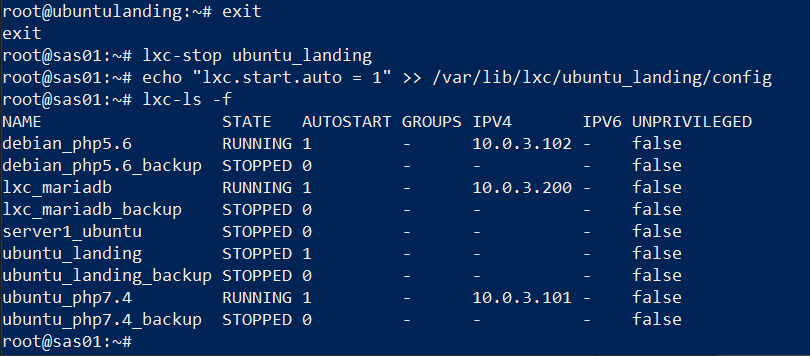 root@ubuntulanding:~# exit
exit
root@sas01:~# lxc-stop ubuntu_landing
root@sas01:~# echo "lxc.start.auto = 1" >> /var/lib/lxc/ubuntu_landing/config
root@sas01:~# lxc-ls -f
NAME                  STATE   AUTOSTART GROUPS IPV4       IPV6 UNPRIVILEGED
debian_php5.6         RUNNING 1         -      10.0.3.102 -    false
debian_php5.6_backup  STOPPED 0         -      -          -    false
lxc_mariadb           RUNNING 1         -      10.0.3.200 -    false
lxc_mariadb_backup    STOPPED 0         -      -          -    false
server1_ubuntu        STOPPED 0         -      -          -    false
ubuntu_landing        STOPPED 1         -      -          -    false
ubuntu_landing_backup STOPPED 0         -      -          -    false
ubuntu_php7.4         RUNNING 1         -      10.0.3.101 -    false
ubuntu_php7.4_backup  STOPPED 0         -      -          -    false
root@sas01:~#